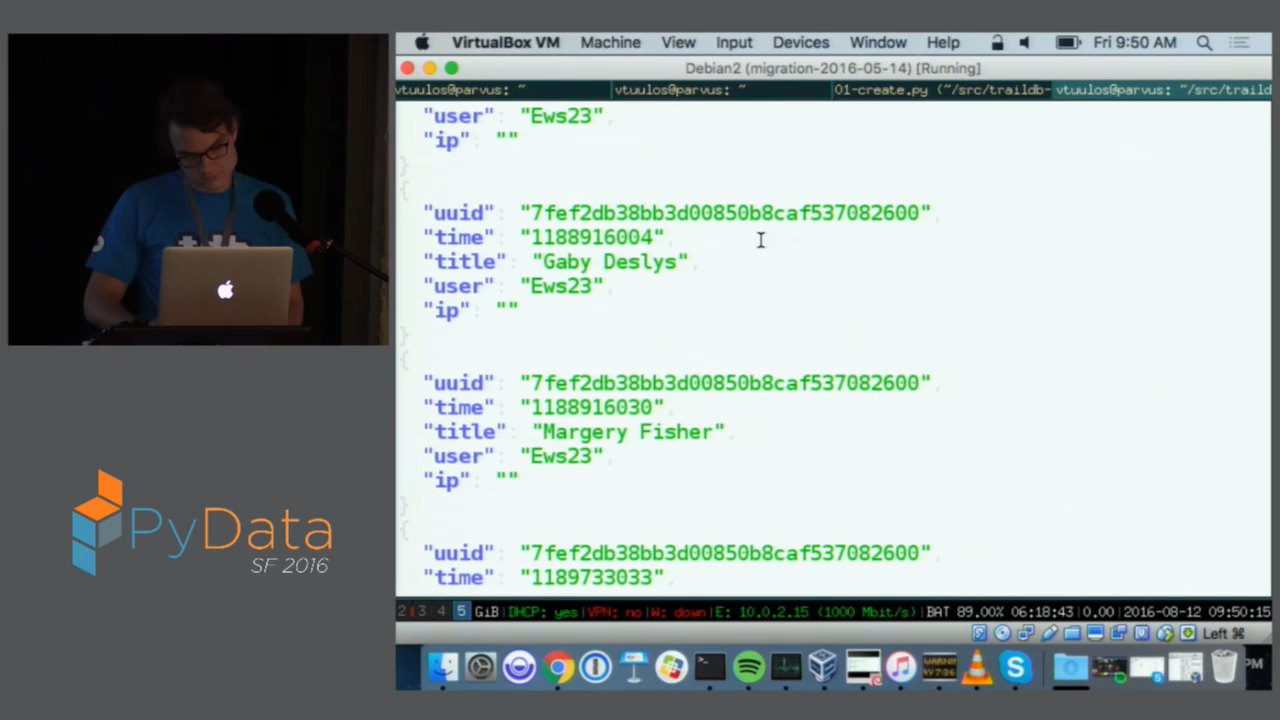 VirtualBox VM Machine View Input Devices Window Help Fri 9:50 AM
Debian2 (migration-2016-05-14) [Running]
vtuulos@parvus: ~ vtuulos@parvus: ~ 01-create.py (~/src/traildb- vtuulos@parvus: ~/src/traild
"user": "Ews23",
"ip": ""
}
{
"uuid": "7fef2db38bb3d00850b8caf537082600",
"time": "1188916004",
"title": "Gaby Deslys",
"user": "Ews23",
"ip": ""
}
{
"uuid": "7fef2db38bb3d00850b8caf537082600",
"time": "1188916030",
"title": "Margery Fisher",
"user": "Ews23",
"ip": ""
}
{
"uuid": "7fef2db38bb3d00850b8caf537082600",
"time": "1189733033",
2 3 4 5 GiB|DHCP: yes|VPN: no|W: down|E: 10.0.2.15 (1000 Mbit/s)|BAT 89.00% 06:18:43|0.00|2016-08-12 09:50:15
Left ⌘
PyData
SF 2016